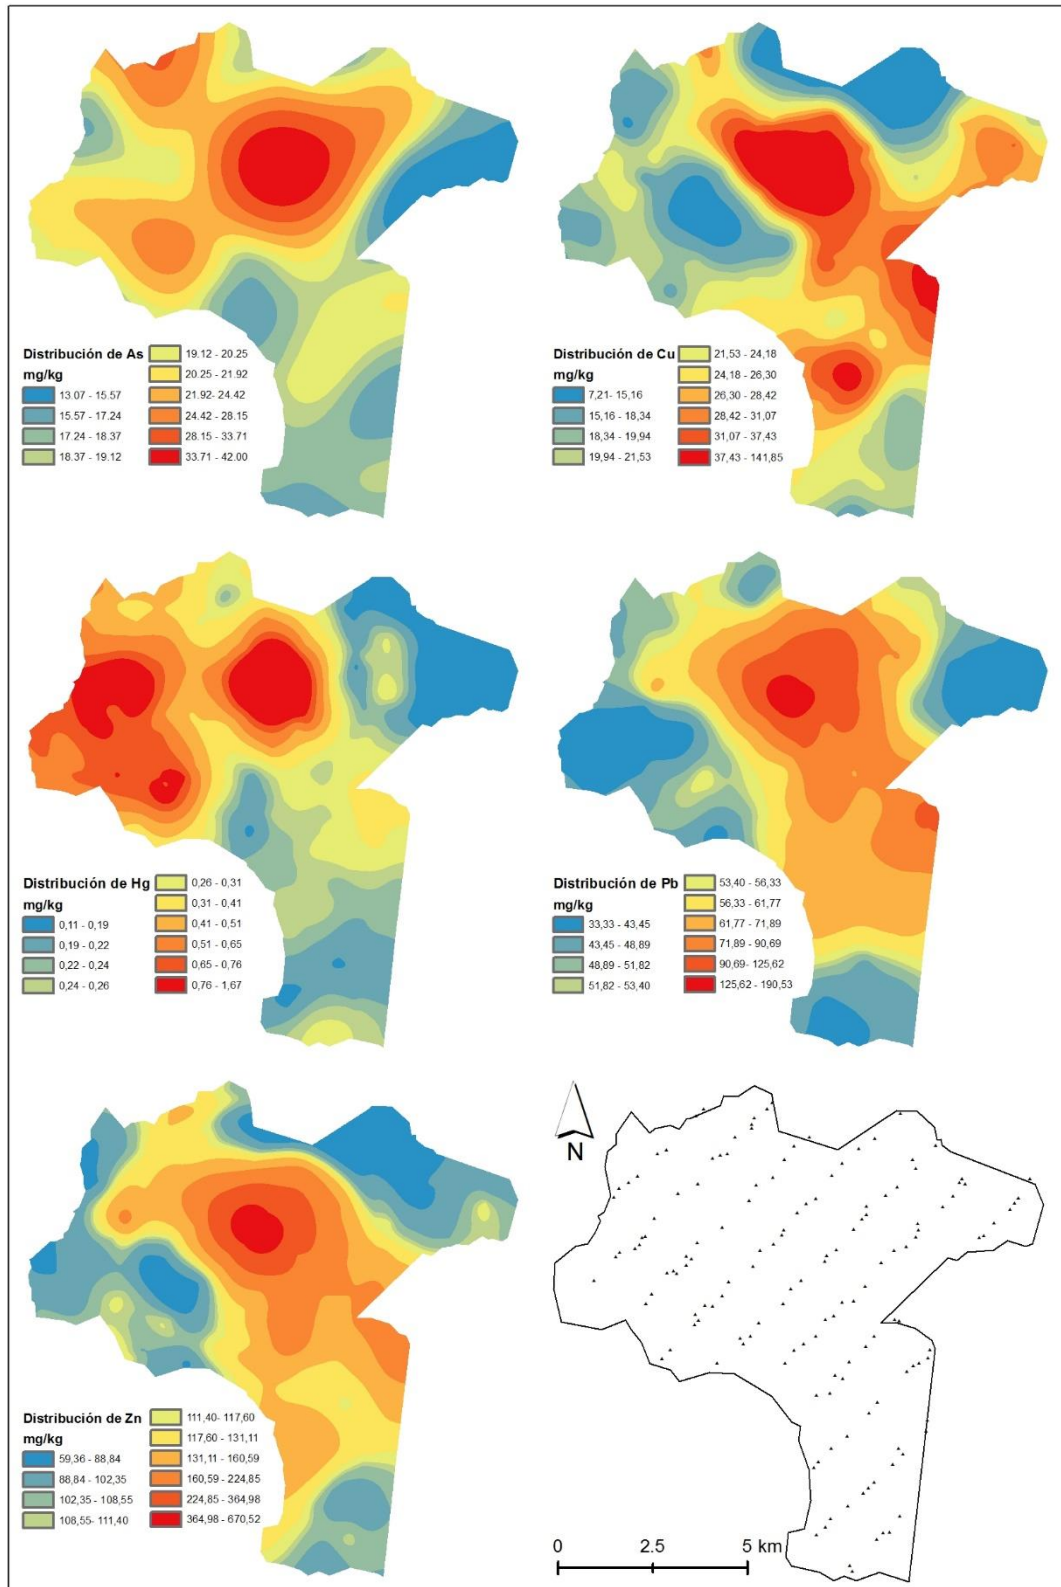 Distribución de As
mg/kg
13.07 - 15.57
15.57 - 17.24
17.24 - 18.37
18.37 - 19.12
19.12 - 20.25
20.25 - 21.92
21.92 - 24.42
24.42 - 28.15
28.15 - 33.71
33.71 - 42.00
Distribución de Cu
mg/kg
7,21- 15,16
15,16 - 18,34
18,34 - 19,94
19,94 - 21,53
21,53 - 24,18
24,18 - 26,30
26,30 - 28,42
28,42 - 31,07
31,07 - 37,43
37,43 - 141,85
Distribución de Hg
mg/kg
0,11 - 0,19
0,19 - 0,22
0,22 - 0,24
0,24 - 0,26
0,26 - 0,31
0,31 - 0,41
0,41 - 0,51
0,51 - 0,65
0,65 - 0,76
0,76 - 1,67
Distribución de Pb
mg/kg
33,33 - 43,45
43,45 - 48,89
48,89 - 51,82
51,82 - 53,40
53,40 - 56,33
56,33 - 61,77
61,77 - 71,89
71,89 - 90,69
90,69- 125,62
125,62 - 190,53
Distribución de Zn
mg/kg
59,36 - 88,84
88,84 - 102,35
102,35 - 108,55
108,55- 111,40
111,40- 117,60
117,60 - 131,11
131,11 - 160,59
160,59 - 224,85
224,85 - 364,98
364,98 - 670,52
N
0 2.5 5 km